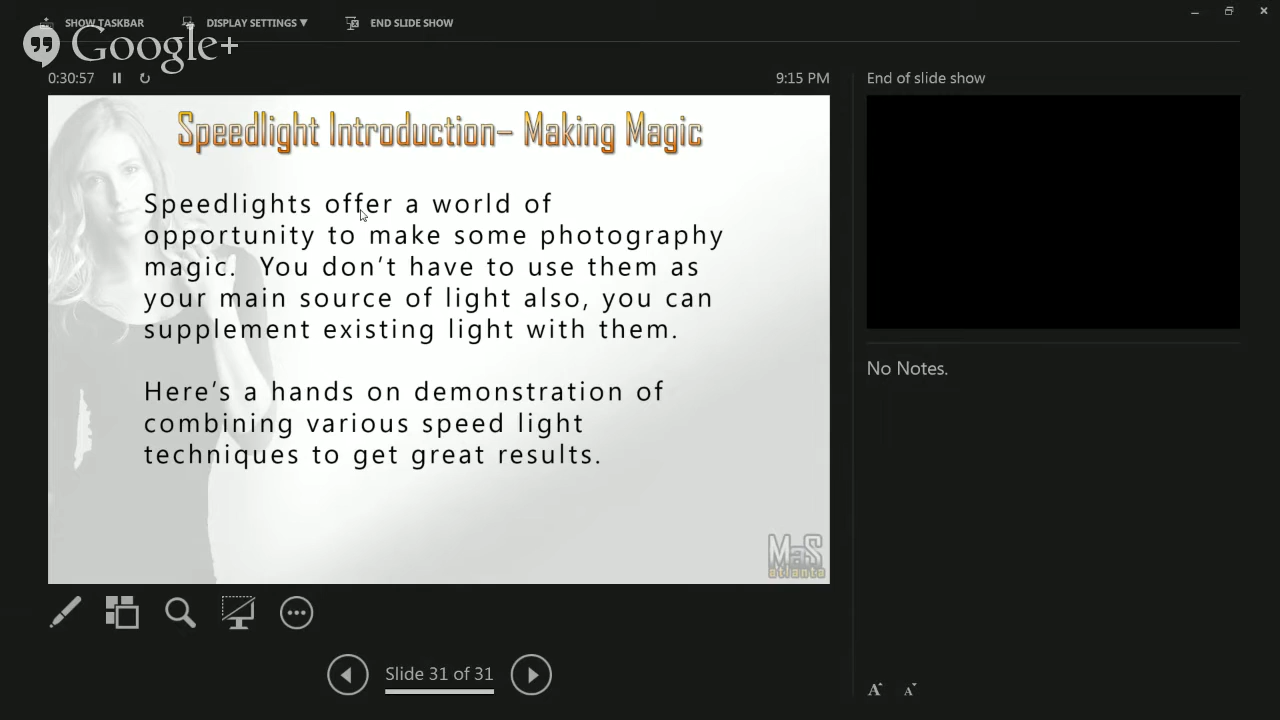 SHOW TASKBAR DISPLAY SETTINGS ▼ END SLIDE SHOW
Google+
0:30:57 9:15 PM End of slide show
Speedlight Introduction– Making Magic
Speedlights offer a world of
opportunity to make some photography
magic.  You don't have to use them as
your main source of light also, you can
supplement existing light with them.
Here's a hands on demonstration of
combining various speed light
techniques to get great results.
MaS
atlanta
No Notes.
Slide 31 of 31
A A